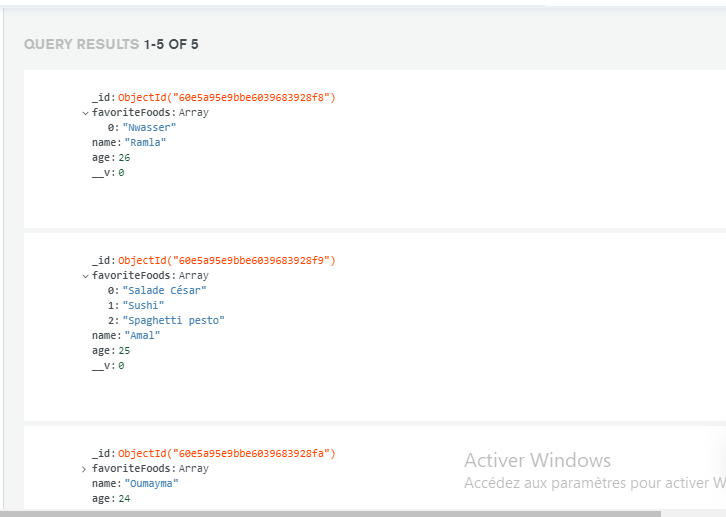 QUERY RESULTS 1-5 OF 5
_id: ObjectId("60e5a95e9bbe6039683928f8")
favoriteFoods: Array
0: "Nwasser"
name: "Ramla"
age: 26
__v: 0
_id: ObjectId("60e5a95e9bbe6039683928f9")
favoriteFoods: Array
0: "Salade César"
1: "Sushi"
2: "Spaghetti pesto"
name: "Amal"
age: 25
__v: 0
_id: ObjectId("60e5a95e9bbe6039683928fa")
favoriteFoods: Array
name: "Oumayma"
age: 24
Activer Windows
Accédez aux paramètres pour activer W